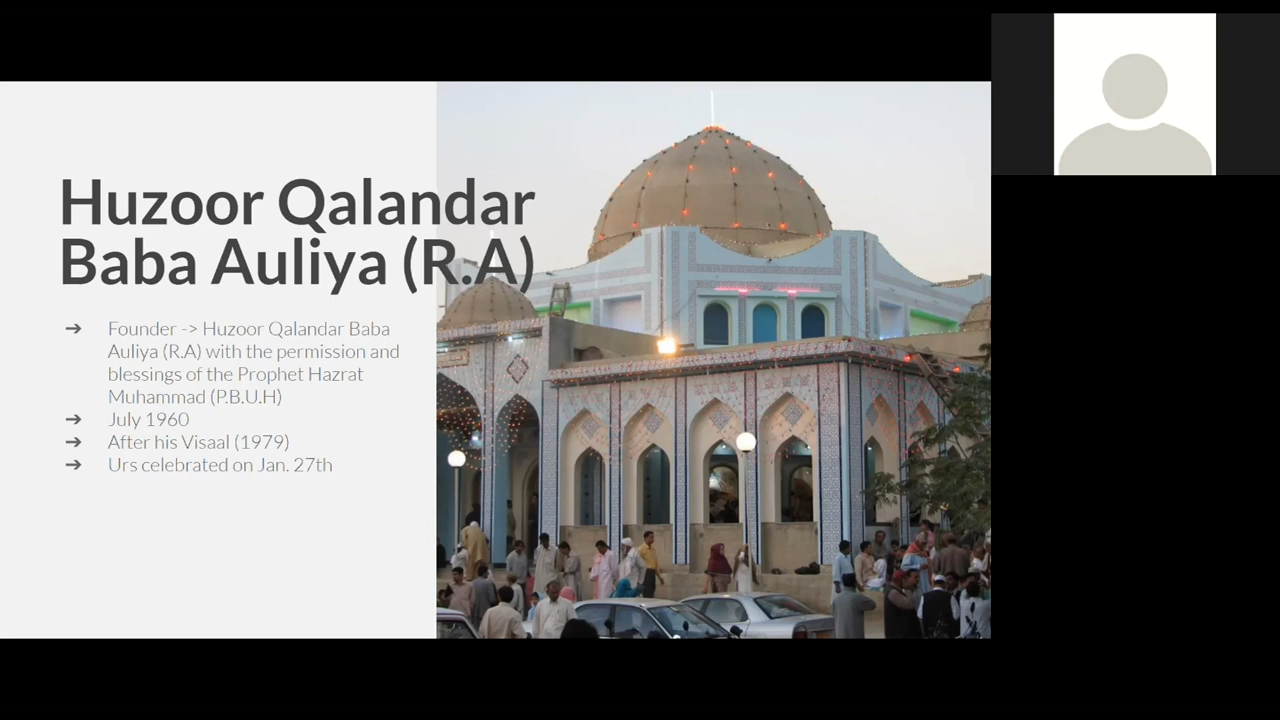 Huzoor Qalandar
Baba Auliya (R.A)
➔ Founder -> Huzoor Qalandar Baba
Auliya (R.A) with the permission and
blessings of the Prophet Hazrat
Muhammad (P.B.U.H)
➔ July 1960
➔ After his Visaal (1979)
➔ Urs celebrated on Jan. 27th